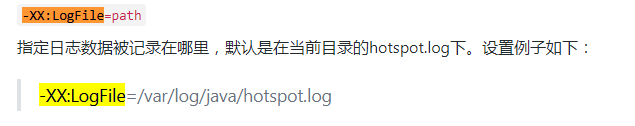 -XX:LogFile=path
指定日志数据被记录在哪里，默认是在当前目录的hotspot.log下。设置例子如下：
-XX:LogFile=/var/log/java/hotspot.log